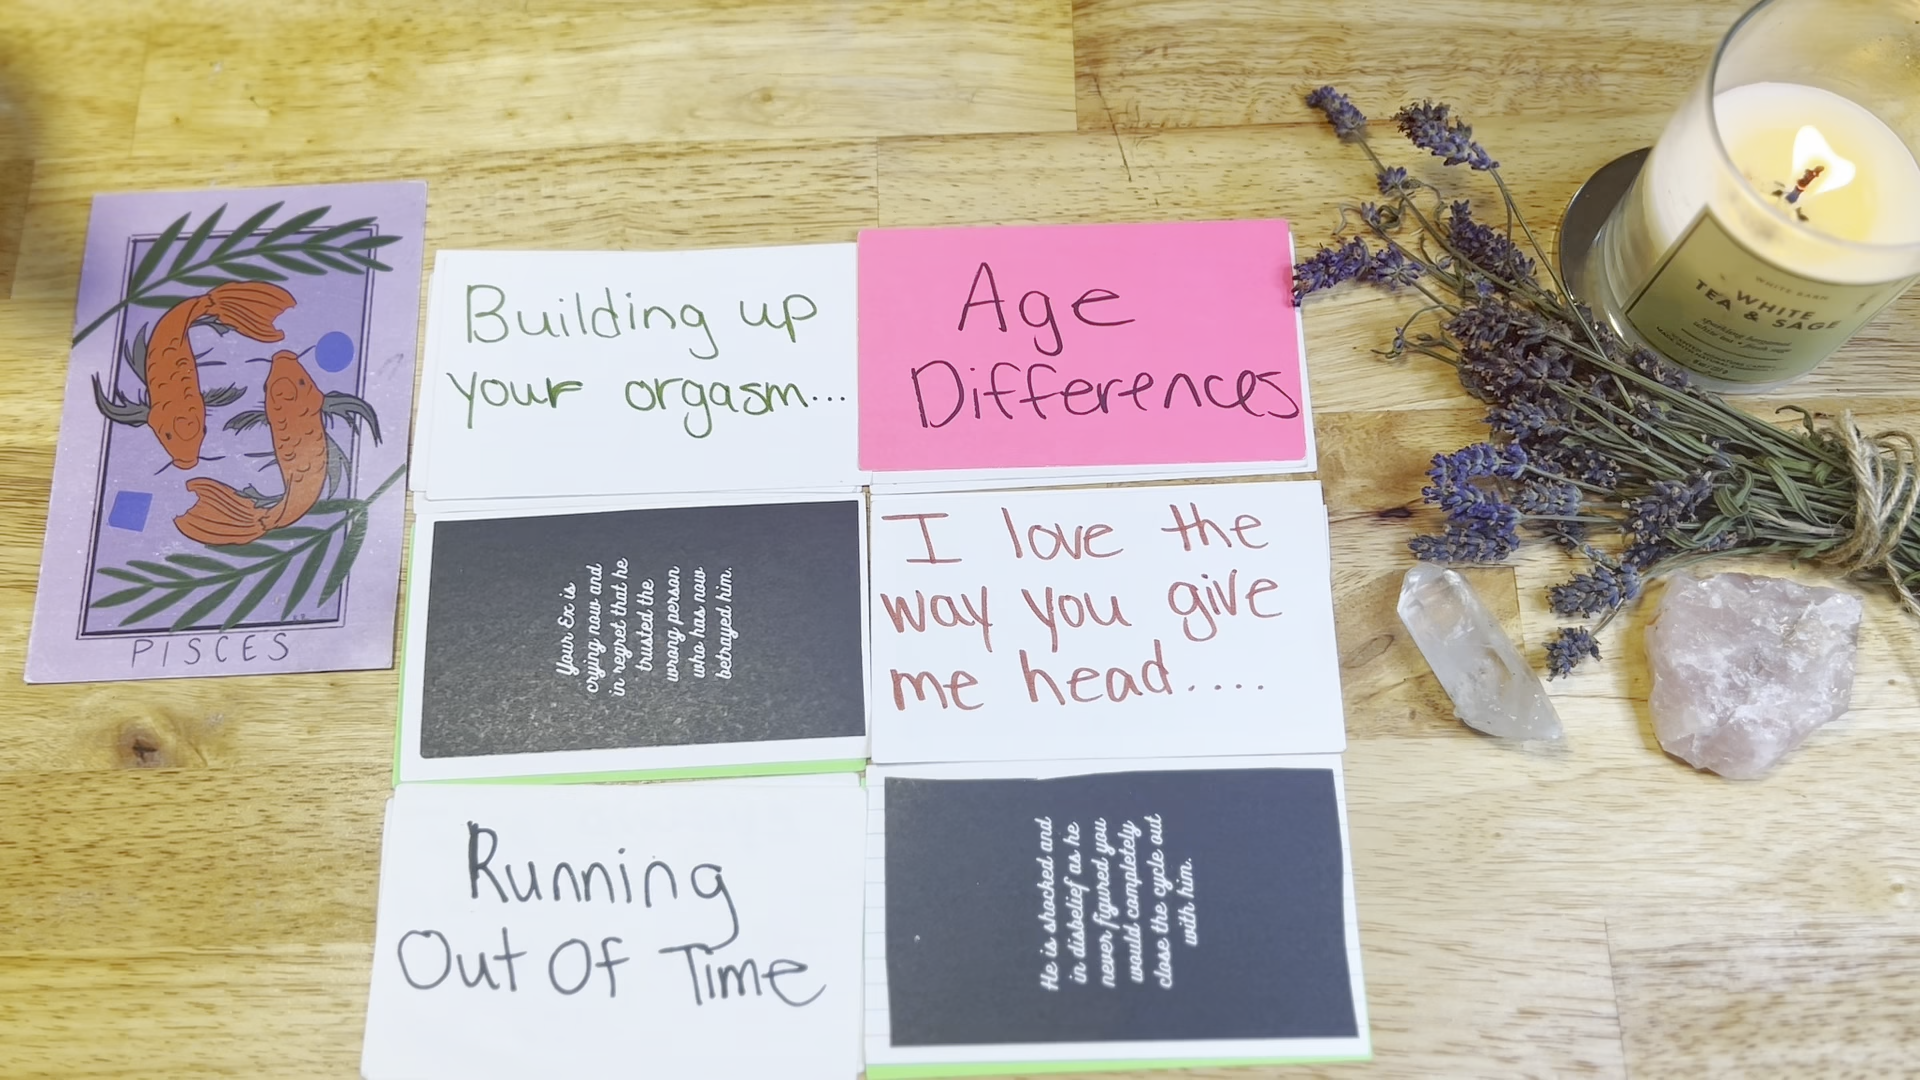 PISCES
Building up
your orgasm...
Age
Differences
Your Ex is
crying now and
in regret that he
trusted the
wrong person
who has now
betrayed him.
I love the
way you give
me head....
Running
Out Of Time
He is shocked and
in disbelief as he
never figured you
would completely
close the cycle out
with him.
WHITE BARN
WHITE
TEA & SAGE